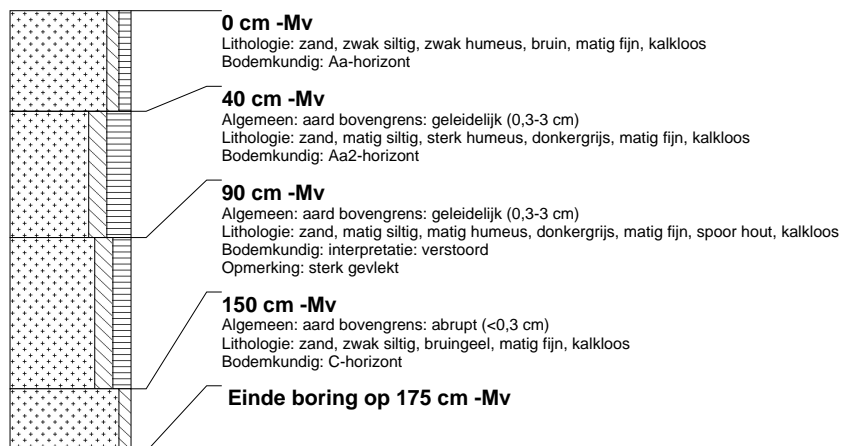 0 cm -Mv
Lithologie: zand, zwak siltig, zwak humeus, bruin, matig fijn, kalkloos
Bodemkundig: Aa-horizont
40 cm -Mv
Algemeen: aard bovengrens: geleidelijk (0,3-3 cm)
Lithologie: zand, matig siltig, sterk humeus, donkergrijs, matig fijn, kalkloos
Bodemkundig: Aa2-horizont
90 cm -Mv
Algemeen: aard bovengrens: geleidelijk (0,3-3 cm)
Lithologie: zand, matig siltig, matig humeus, donkergrijs, matig fijn, spoor hout, kalkloos
Bodemkundig: interpretatie: verstoord
Opmerking: sterk gevlekt
150 cm -Mv
Algemeen: aard bovengrens: abrupt (<0,3 cm)
Lithologie: zand, zwak siltig, bruingeel, matig fijn, kalkloos
Bodemkundig: C-horizont
Einde boring op 175 cm -Mv